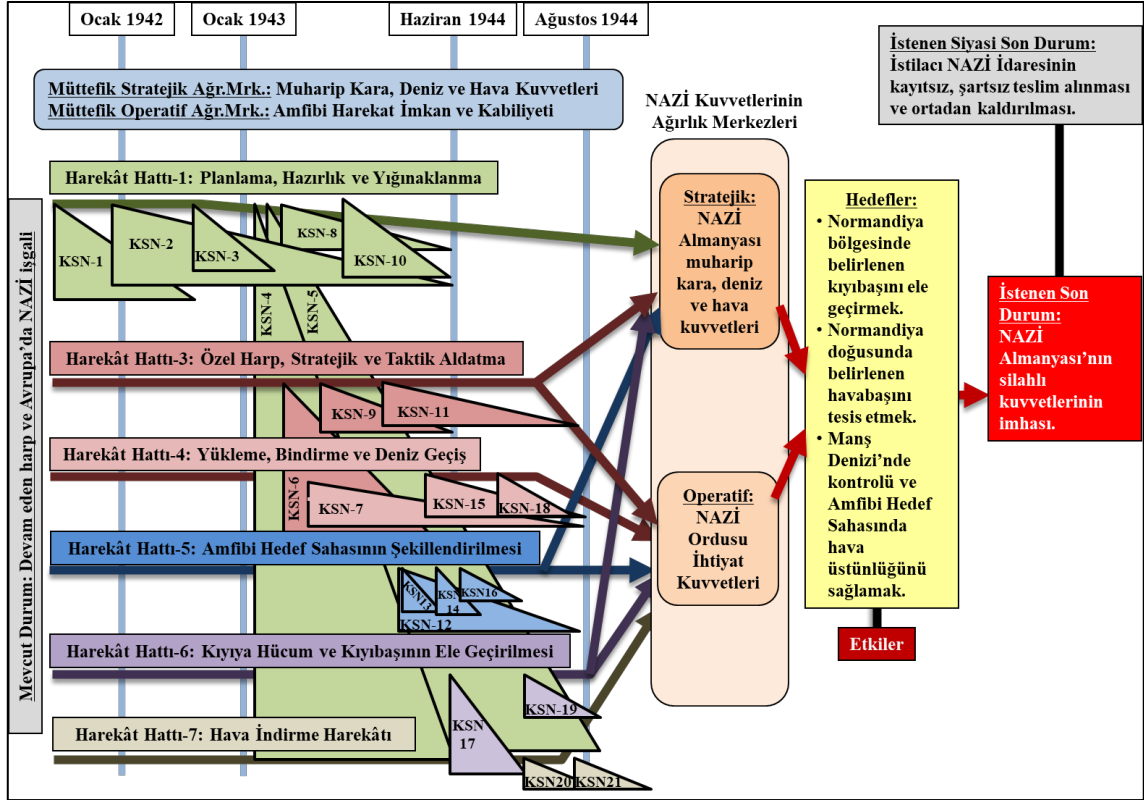 Ocak 1942
Ocak 1943
Haziran 1944
Ağustos 1944
İstenen Siyasi Son Durum:
İstilacı NAZİ İdaresinin
kayıtsız, şartsız teslim alınması
ve ortadan kaldırılması.
Müttefik Stratejik Ağr.Mrk.: Muharip Kara, Deniz ve Hava Kuvvetleri
Müttefik Operatif Ağr.Mrk.: Amfibi Harekat İmkan ve Kabiliyeti
NAZİ Kuvvetlerinin
Ağırlık Merkezleri
Mevcut Durum: Devam eden harp ve Avrupa’da NAZİ işgali
Harekât Hattı-1: Planlama, Hazırlık ve Yığınaklanma
KSN-1
KSN-2
KSN-3
KSN-8
KSN-10
KSN-4
KSN-5
Harekât Hattı-3: Özel Harp, Stratejik ve Taktik Aldatma
KSN-9
KSN-11
Harekât Hattı-4: Yükleme, Bindirme ve Deniz Geçiş
KSN-6
KSN-7
KSN-15
KSN-18
Harekât Hattı-5: Amfibi Hedef Sahasının Şekillendirilmesi
KSN13
KSN
14
KSN16
KSN-12
Harekât Hattı-6: Kıyıya Hücum ve Kıyıbaşının Ele Geçirilmesi
KSN
17
KSN-19
Harekât Hattı-7: Hava İndirme Harekâtı
KSN20
KSN21
Stratejik:
NAZİ
Almanyası
muharip
kara, deniz
ve hava
kuvvetleri
Operatif:
NAZİ
Ordusu
İhtiyat
Kuvvetleri
Hedefler:
• Normandiya
bölgesinde
belirlenen
kıyıbaşını ele
geçirmek.
• Normandiya
doğusunda
belirlenen
havabaşını
tesis etmek.
• Manş
Denizi’nde
kontrolü ve
Amfibi Hedef
Sahasında
hava
üstünlüğünü
sağlamak.
Etkiler
İstenen Son
Durum:
NAZİ
Almanyası’nın
silahlı
kuvvetlerinin
imhası.